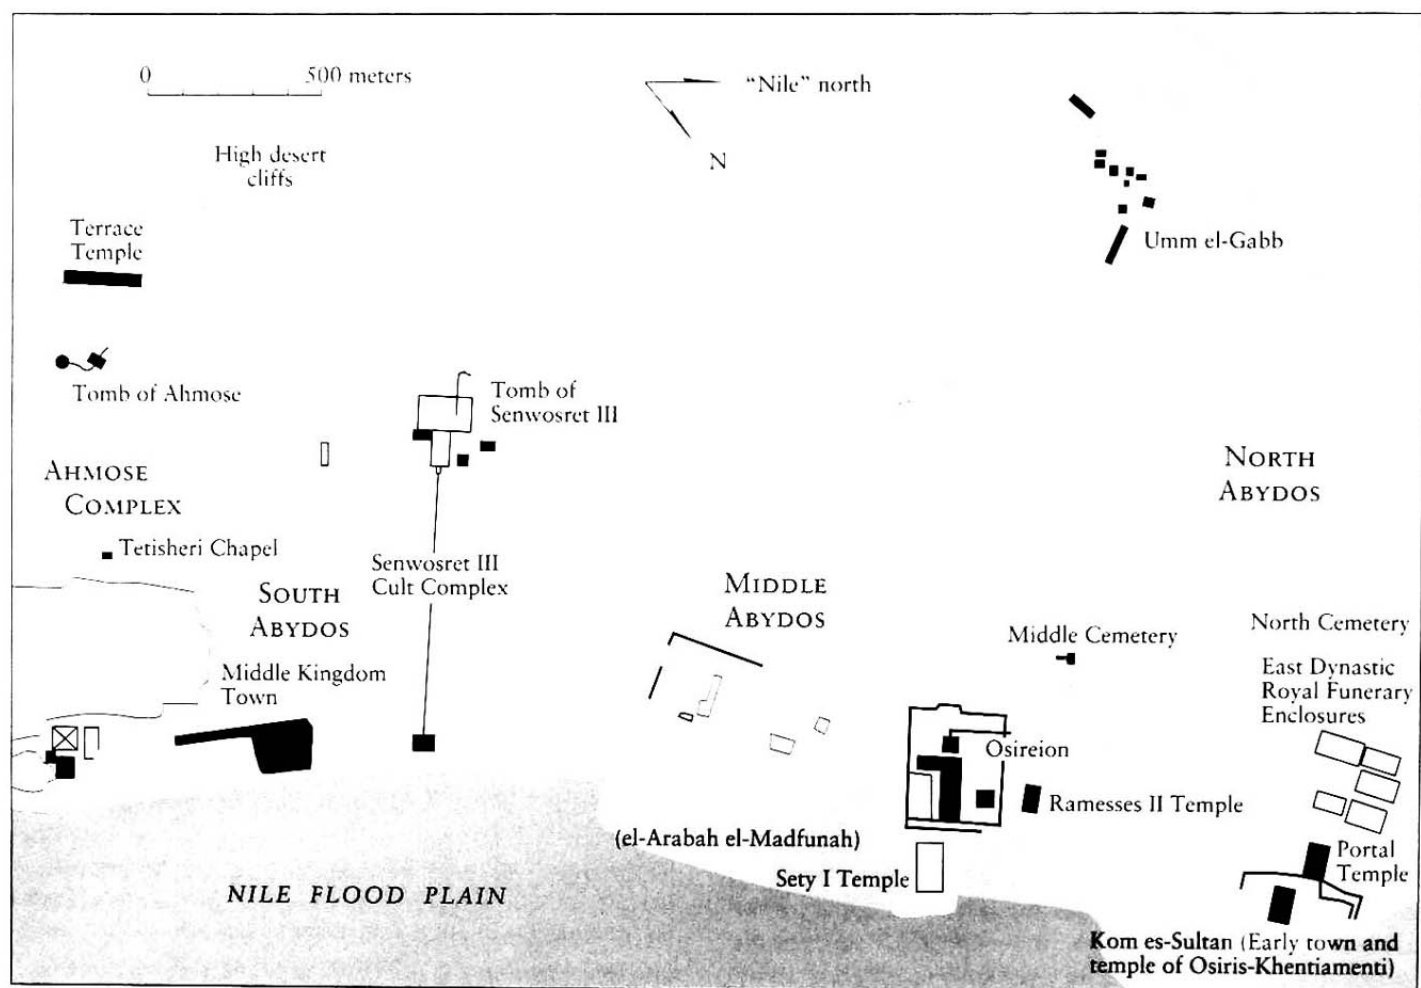 0 500 meters
"Nile" north
N
High desert
cliffs
Terrace
Temple
Umm el-Gabb
Tomb of Ahmose
Tomb of
Senwosret III
AHMOSE
COMPLEX
NORTH
ABYDOS
Tetisheri Chapel
Senwosret III
Cult Complex
SOUTH
ABYDOS
MIDDLE
ABYDOS
Middle Cemetery
North Cemetery
Middle Kingdom
Town
East Dynastic
Royal Funerary
Enclosures
Osireion
Ramesses II Temple
(el-Arabah el-Madfunah)
Sety I Temple
Portal
Temple
NILE FLOOD PLAIN
Kom es-Sultan (Early town and
temple of Osiris-Khentiamenti)